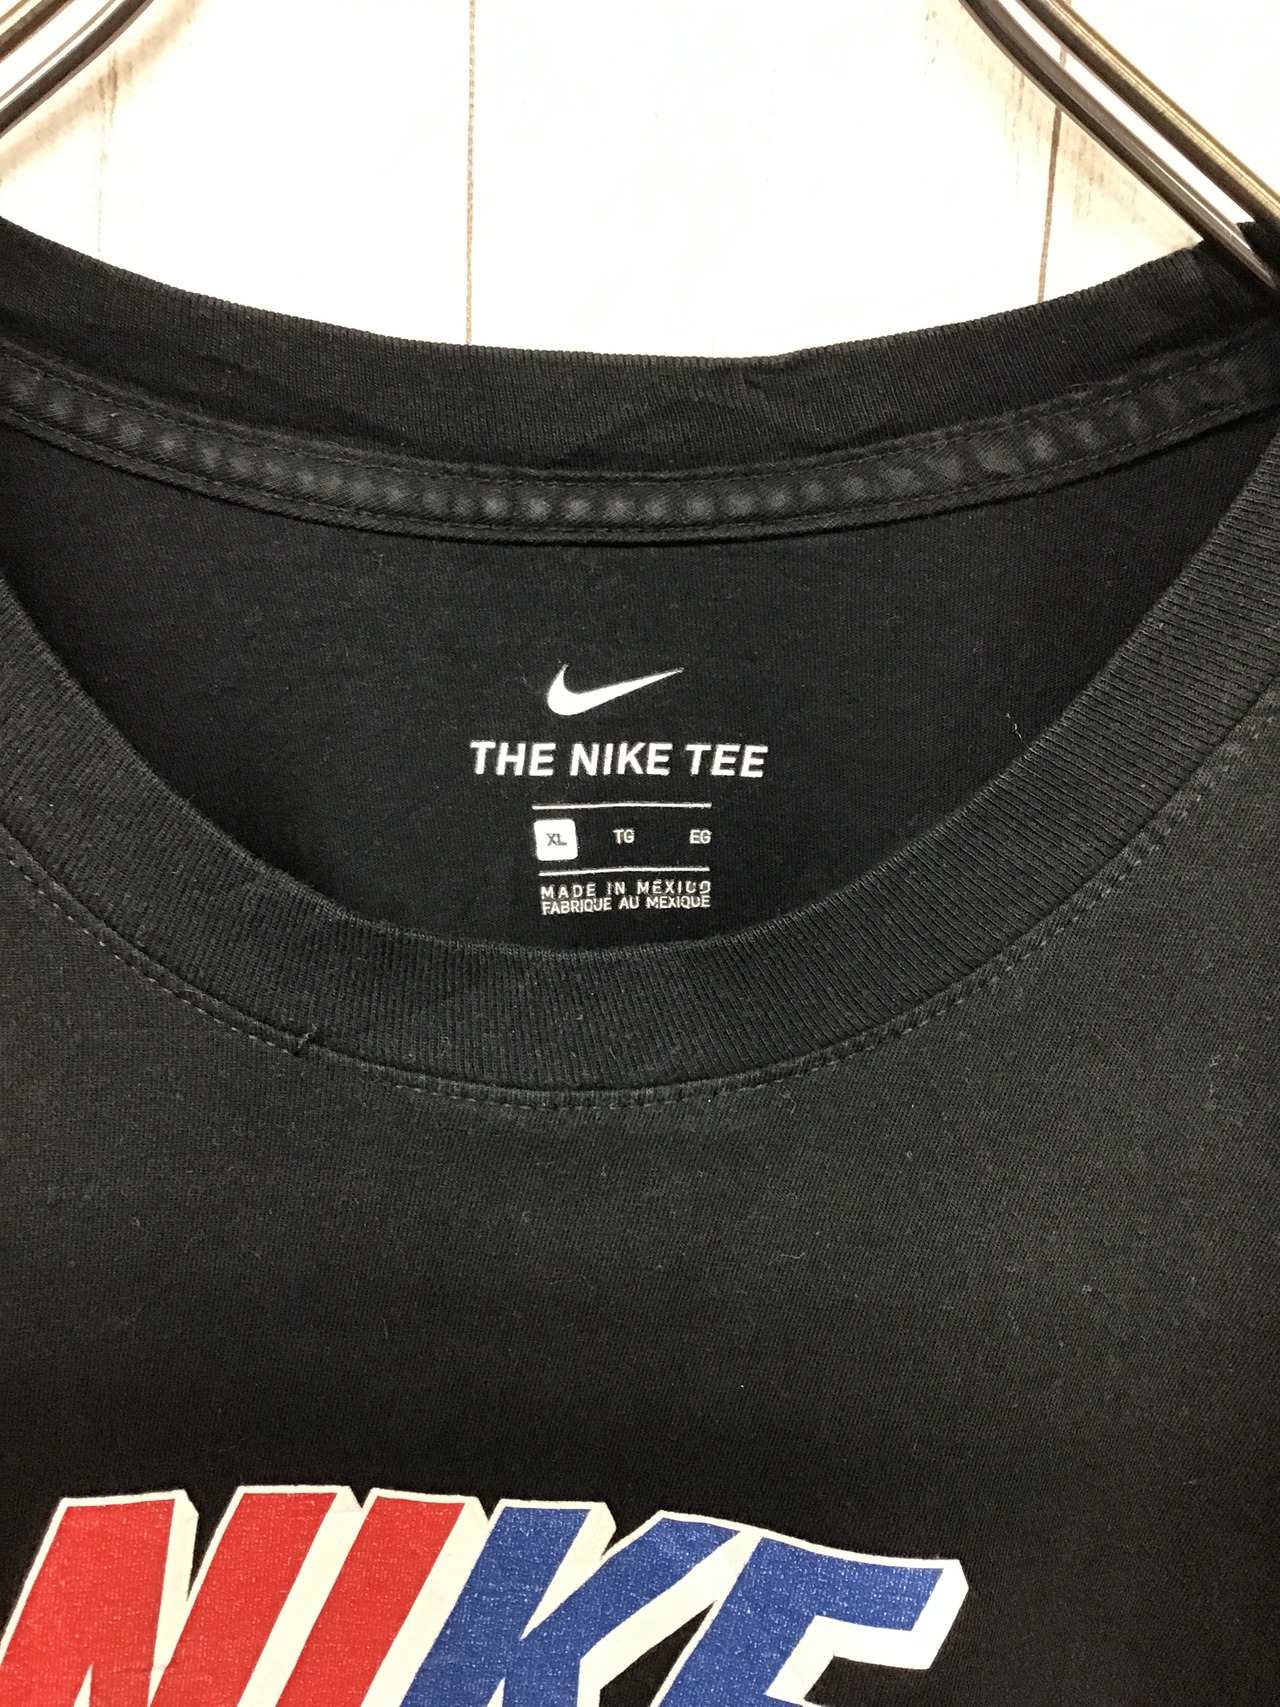 THE NIKE TEE
XL TG EG
MADE IN MEXICO
FABRIQUE AU MEXIQUE
NIKE